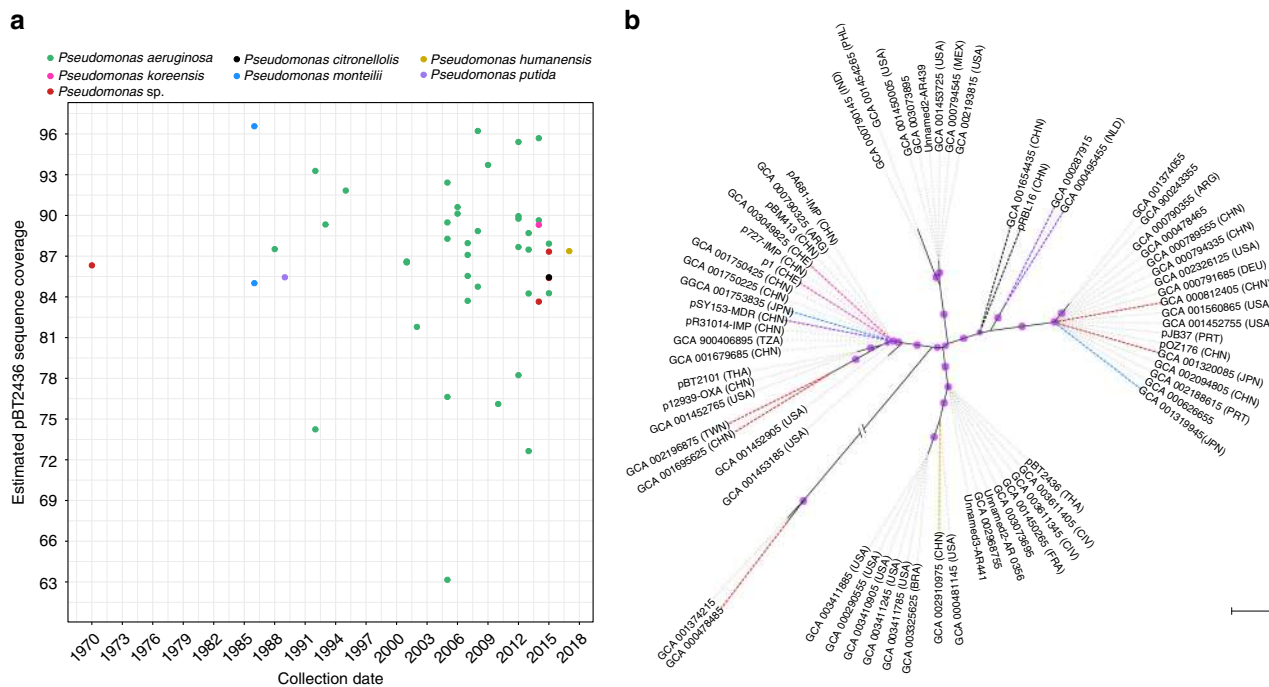 a
Pseudomonas aeruginosa
Pseudomonas citronellolis
Pseudomonas humanensis
Pseudomonas koreensis
Pseudomonas monteilii
Pseudomonas putida
Pseudomonas sp.
Estimated pBT2436 sequence coverage
96
93
90
87
84
81
78
75
72
69
66
63
1970
1973
1976
1979
1982
1985
1988
1991
1994
1997
2000
2003
2006
2009
2012
2015
2018
Collection date
b
GCA 000790145 (IND)
GCA 001454265 (PHL)
GCA 001450005 (USA)
GCA 003073895
Unnamed2-AR439
GCA 001453725 (USA)
GCA 000794545 (MEX)
GCA 002193815 (USA)
GCA 001654435 (CHN)
pRBL16 (CHN)
GCA 000287915
GCA 000495455 (NLD)
GCA 001374055
GCA 900243355
GCA 000790355 (ARG)
GCA 000478465
GCA 000789555 (CHN)
GCA 000794335 (CHN)
GCA 002326125 (USA)
GCA 000791685 (DEU)
GCA 000812405 (CHN)
GCA 001560865 (USA)
GCA 001452755 (USA)
pJB37 (PRT)
pOZ176 (CHN)
GCA 001320085 (JPN)
GCA 002094805 (CHN)
GCA 002188615 (PRT)
GCA 000626655
GCA 001319945(JPN)
pBT2436 (THA)
GCA 003611405 (CIV)
GCA 003611345 (CIV)
GCA 001450265 (FRA)
GCA 003073695
Unnamed2-AR 0356
GCA 002968755
Unnamed3-AR441
GCA 000481145 (USA)
GCA 002910975 (CHN)
GCA 003325625 (BRA)
GCA 003411785 (USA)
GCA 003411245 (USA)
GCA 003410905 (USA)
GCA 000290555 (USA)
GCA 003411885 (USA)
GCA 000478485
GCA 001374215
GCA 001453185 (USA)
GCA 001452905 (USA)
GCA 001695625 (CHN)
GCA 002196875 (TWN)
GCA 001452765 (USA)
p12939-OXA (CHN)
pBT2101 (THA)
GCA 001679685 (CHN)
GCA 900406895 (TZA)
pR31014-IMP (CHN)
pSY153-MDR (CHN)
GGCA 001753835 (JPN)
GCA 001750225 (CHN)
GCA 001750425 (CHN)
p1 (CHE)
p727-IMP (CHN)
GCA 003049825 (CHE)
pBM413 (CHN)
GCA 000790325 (ARG)
pA681-IMP (CHN)